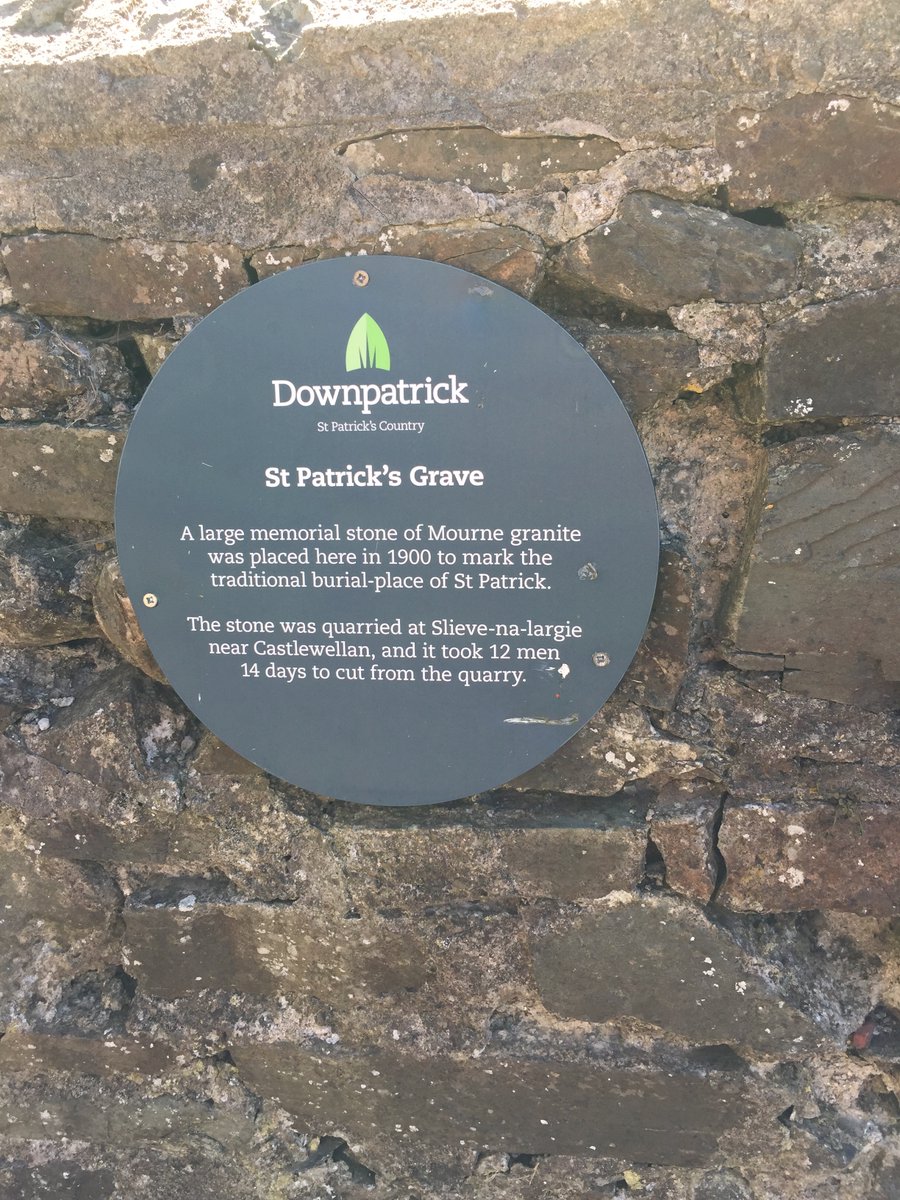 Downpatrick
St Patrick's Country
St Patrick's Grave
A large memorial stone of Mourne granite
was placed here in 1900 to mark the
traditional burial-place of St Patrick.
The stone was quarried at Slieve-na-largie
near Castlewellan, and it took 12 men
14 days to cut from the quarry.